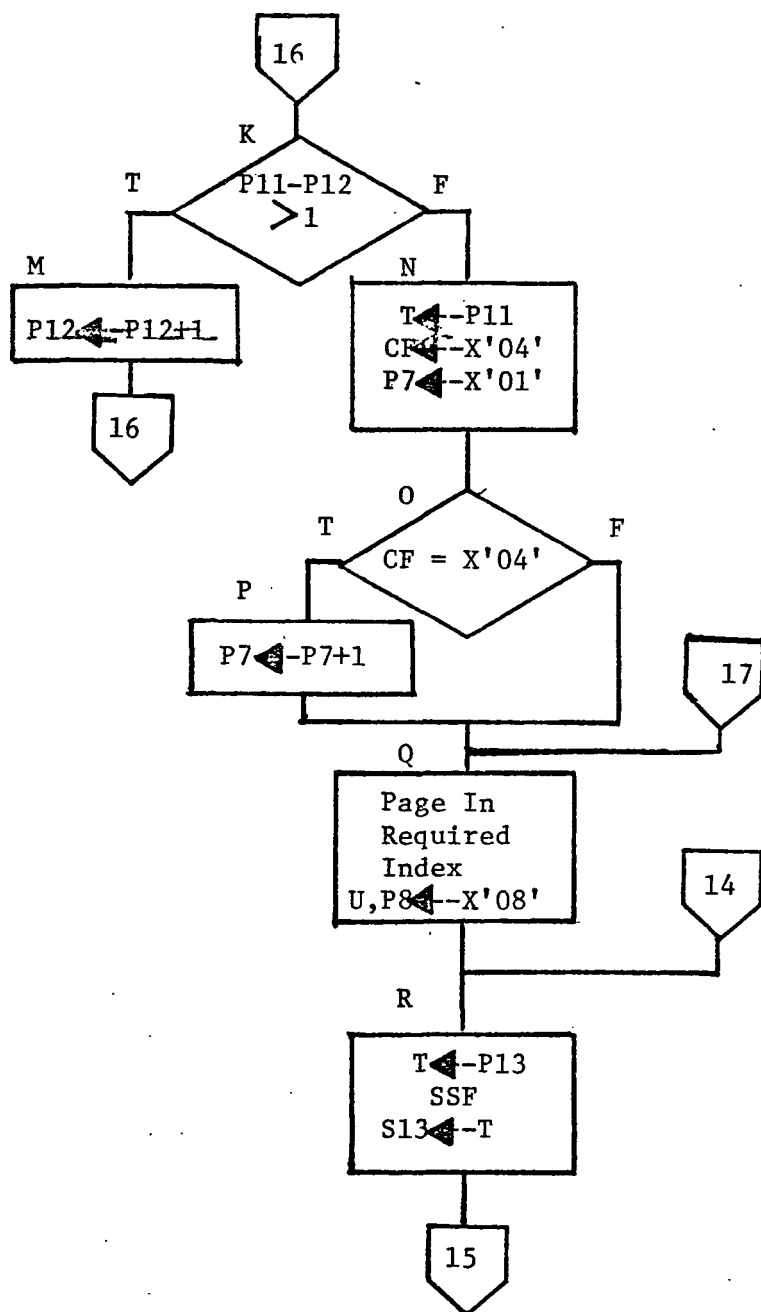 16
K
T
P11-P12
>1
F
M
P12◄--P12+1
16
N
T◄--P11
CF◄--X'04'
P7◄--X'01'
O
T
CF = X'04'
F
P
P7◄--P7+1
17
Q
Page In
Required
Index
U,P8◄--X'08'
14
R
T◄--P13
SSF
S13◄--T
15